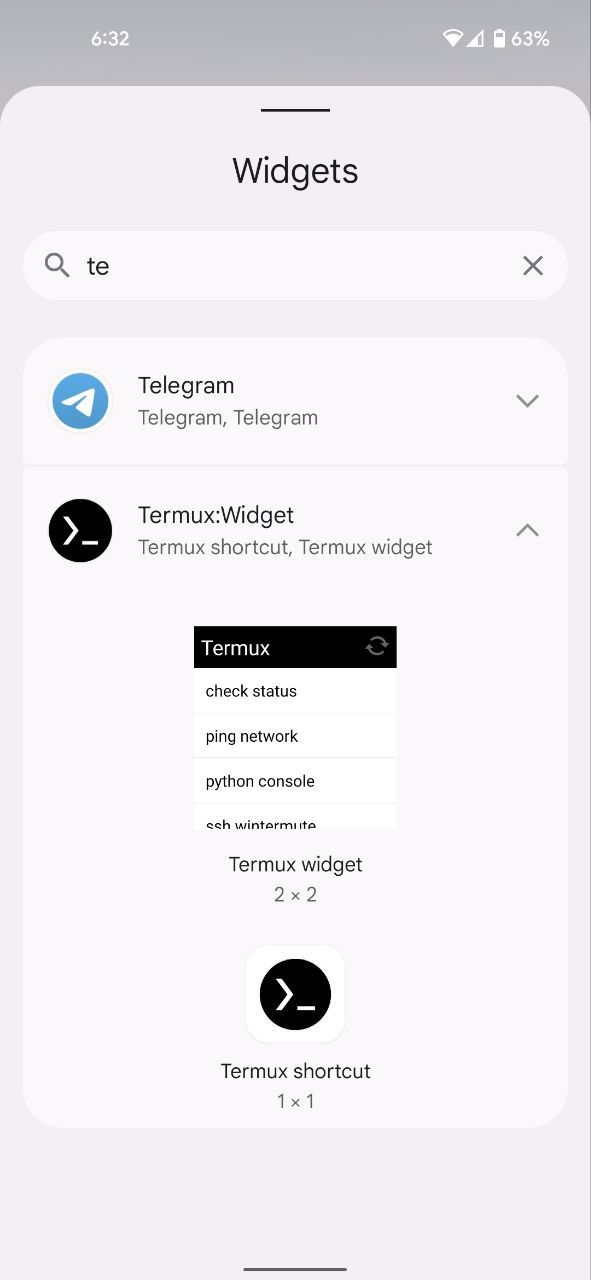 6:32
63%
Widgets
te
Telegram
Telegram, Telegram
Termux:Widget
Termux shortcut, Termux widget
Termux
check status
ping network
python console
ssh wintermute
Termux widget
2 × 2
Termux shortcut
1 × 1